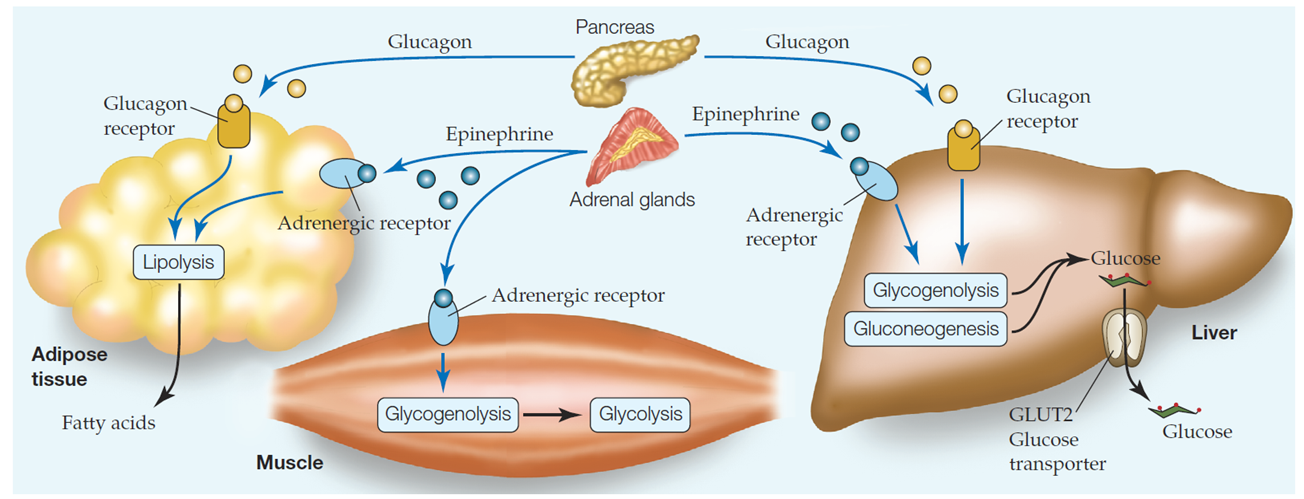 Pancreas
Glucagon
Glucagon
Glucagon
receptor
Epinephrine
Epinephrine
Glucagon
receptor
Adrenal glands
Adrenergic receptor
Adrenergic
receptor
Lipolysis
Adrenergic receptor
Glycogenolysis
Gluconeogenesis
Glucose
Liver
Adipose
tissue
Fatty acids
Glycogenolysis
Glycolysis
Muscle
GLUT2
Glucose
transporter
Glucose